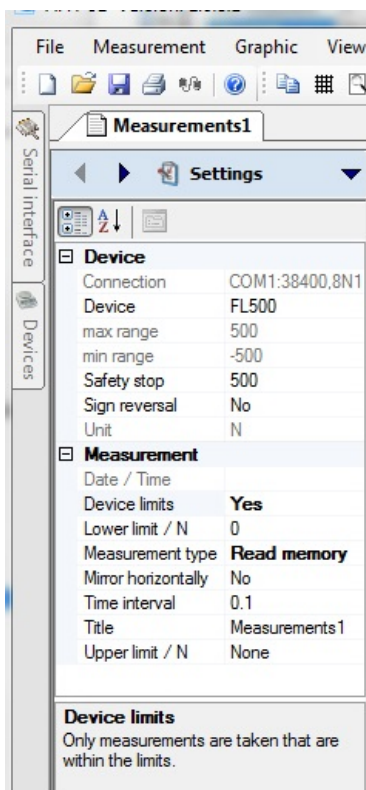 File Measurement Graphic View
Measurements1
Serial interface
Devices
Settings
Device
Connection COM1:38400,8N1
Device FL500
max range 500
min range -500
Safety stop 500
Sign reversal No
Unit N
Measurement
Date / Time
Device limits Yes
Lower limit / N 0
Measurement type Read memory
Mirror horizontally No
Time interval 0.1
Title Measurements1
Upper limit / N None
Device limits
Only measurements are taken that are
within the limits.